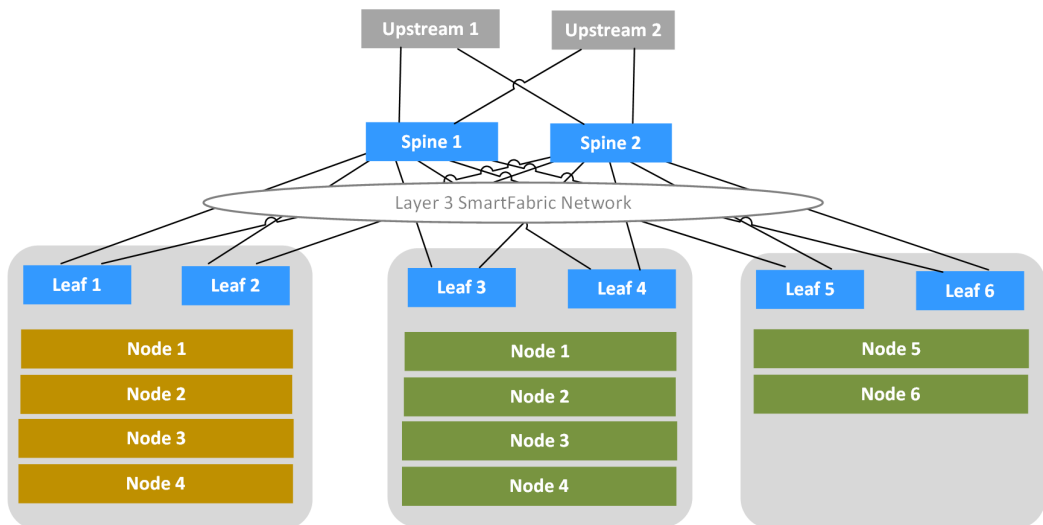 Upstream 1
Upstream 2
Spine 1
Spine 2
Layer 3 SmartFabric Network
Leaf 1
Leaf 2
Leaf 3
Leaf 4
Leaf 5
Leaf 6
Node 1
Node 2
Node 3
Node 4
Node 1
Node 2
Node 3
Node 4
Node 5
Node 6